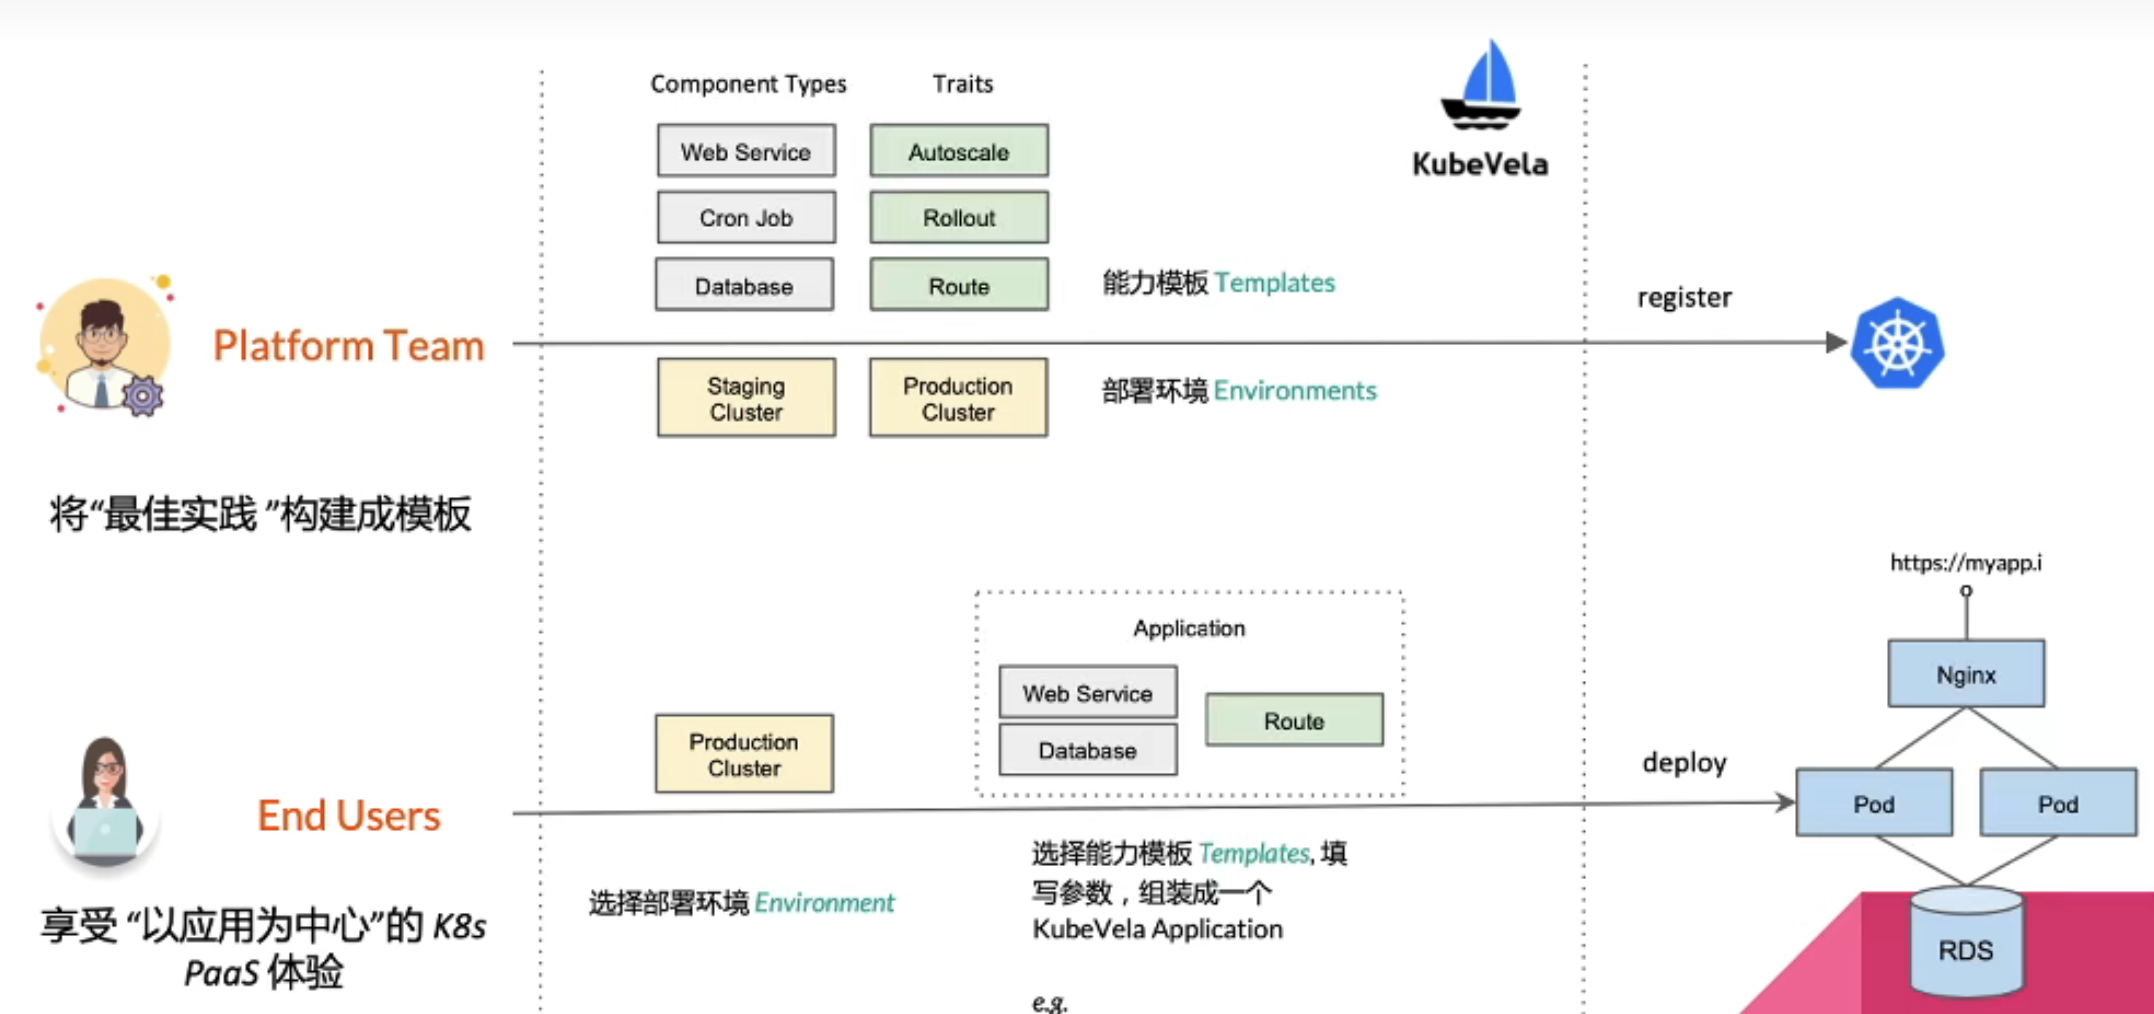 Component Types
Traits
Web Service
Autoscale
Cron Job
Rollout
Database
Route
能力模板 Templates
KubeVela
register
Platform Team
Staging
Cluster
Production
Cluster
部署环境 Environments
将“最佳实践 ”构建成模板
https://myapp.i
o
Application
Web Service
Database
Route
Production
Cluster
deploy
Nginx
Pod
Pod
RDS
End Users
选择部署环境 Environment
选择能力模板 Templates, 填
写参数，组装成一个
KubeVela Application
e.g.
享受 “以应用为中心”的 K8s
PaaS 体验